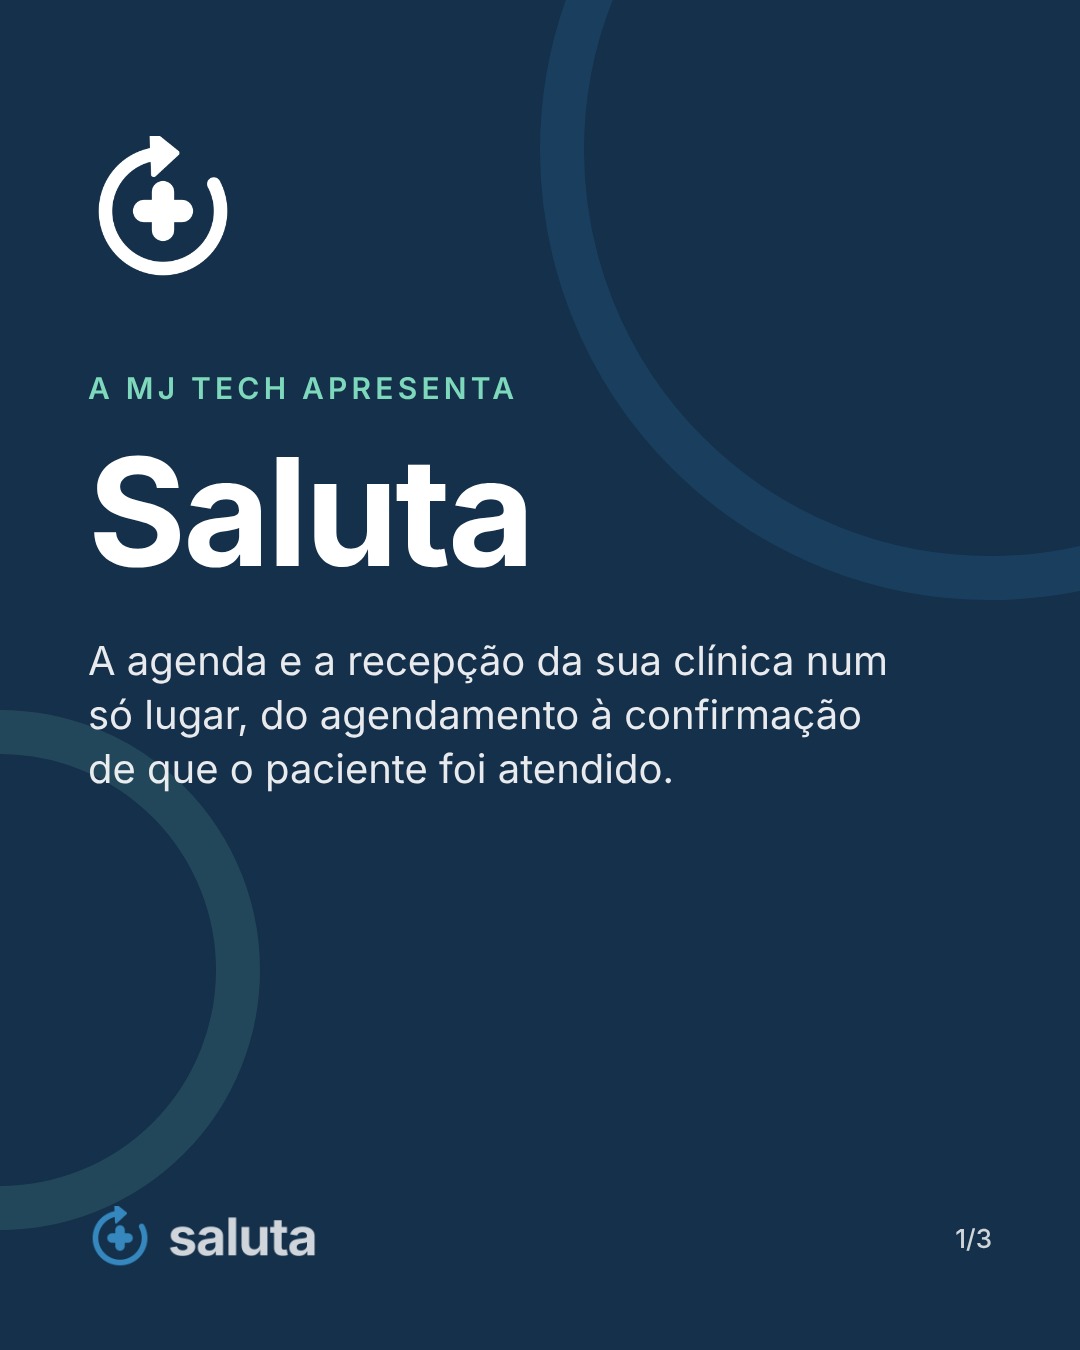 A MJ TECH APRESENTA
Saluta
A agenda e a recepção da sua clínica num
só lugar, do agendamento à confirmação
de que o paciente foi atendido.
saluta
1/3